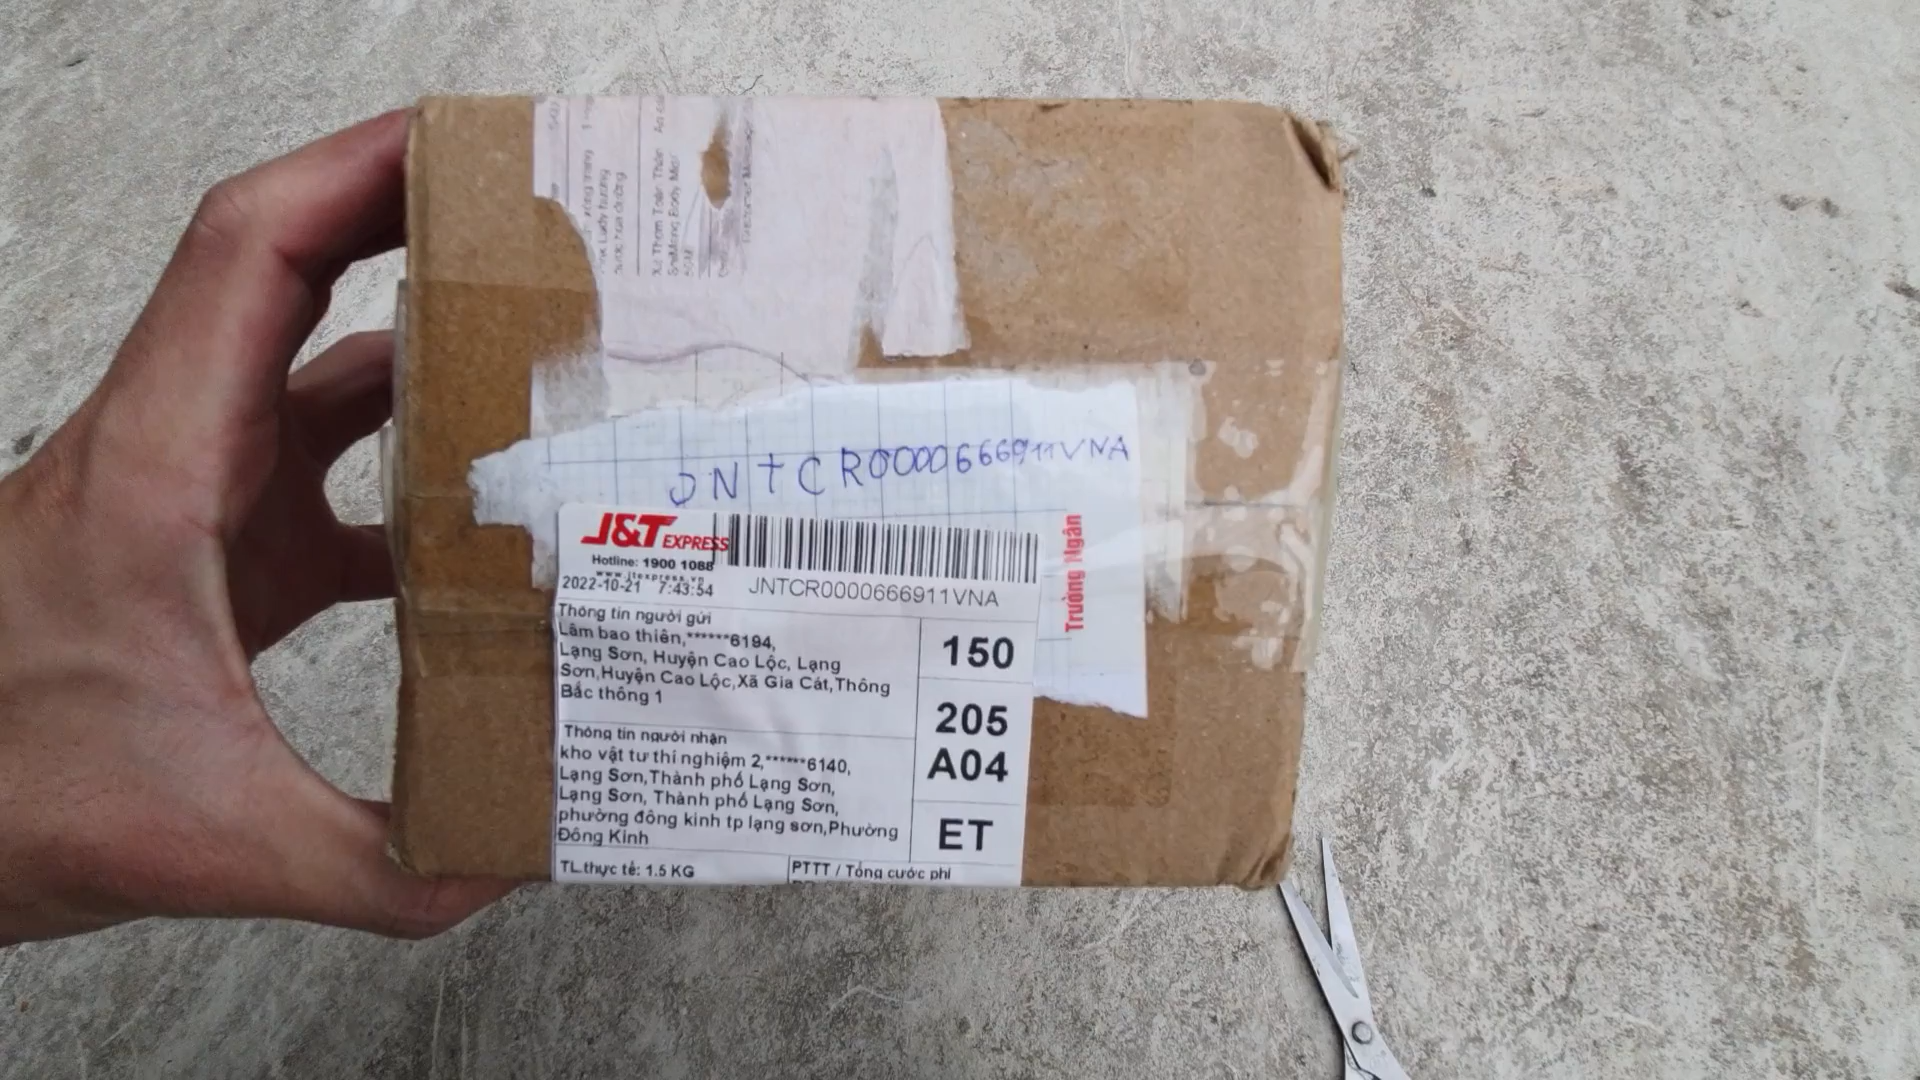 JNTCR0000666911VNA
J&T EXPRESS
Hotline: 1900 1088
www.jtexpress.vn
2022-10-21 7:43:54
JNTCR0000666911VNA
Trường Ngân
Thông tin người gửi
Lâm bao thiên,******6194,
Lạng Sơn, Huyện Cao Lộc, Lạng
Sơn,Huyện Cao Lộc,Xã Gia Cát,Thông
Bắc thông 1
150
Thông tin người nhận
kho vật tư thí nghiệm 2,******6140,
Lạng Sơn,Thành phố Lạng Sơn,
Lạng Sơn, Thành phố Lạng Sơn,
phường đông kinh tp lạng sơn,Phường
Đông Kinh
205
A04
ET
TL.thực tế: 1.5 KG
PTTT / Tổng cước phí